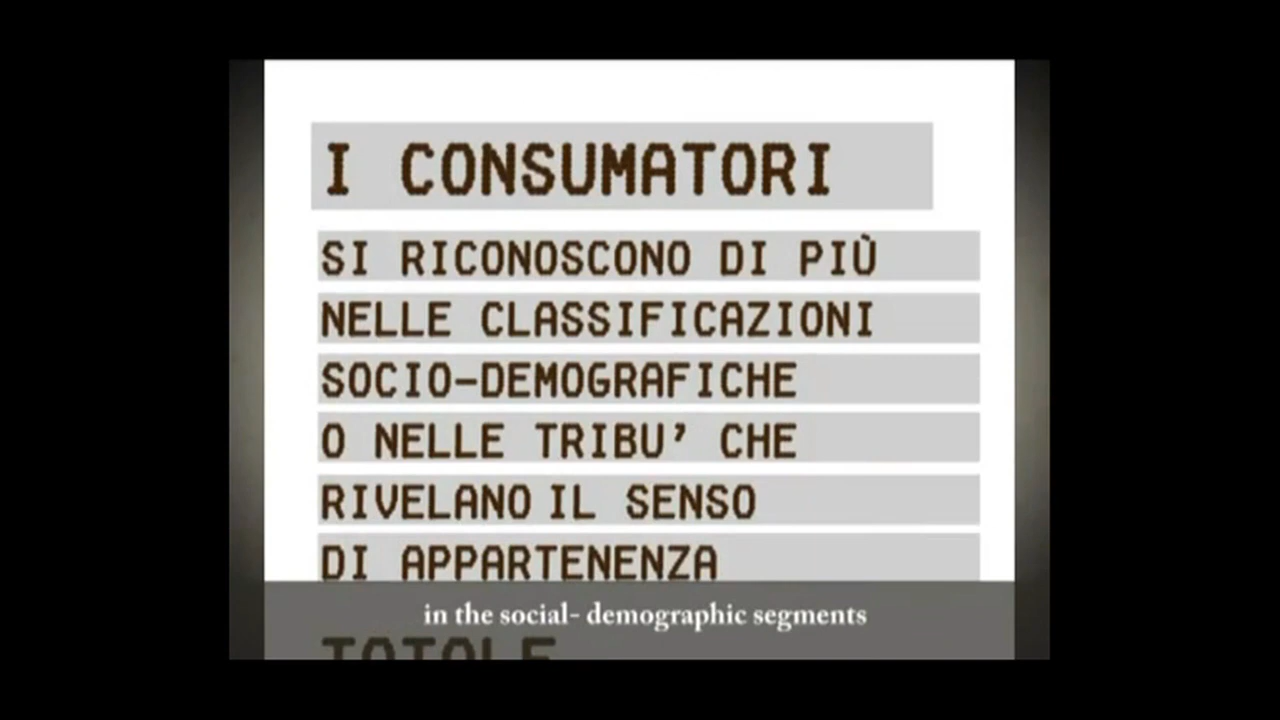 I CONSUMATORI
SI RICONOSCONO DI PIÙ
NELLE CLASSIFICAZIONI
SOCIO-DEMOGRAFICHE
O NELLE TRIBU’ CHE
RIVELANO IL SENSO
DI APPARTENENZA
in the social- demographic segments
TOTALE